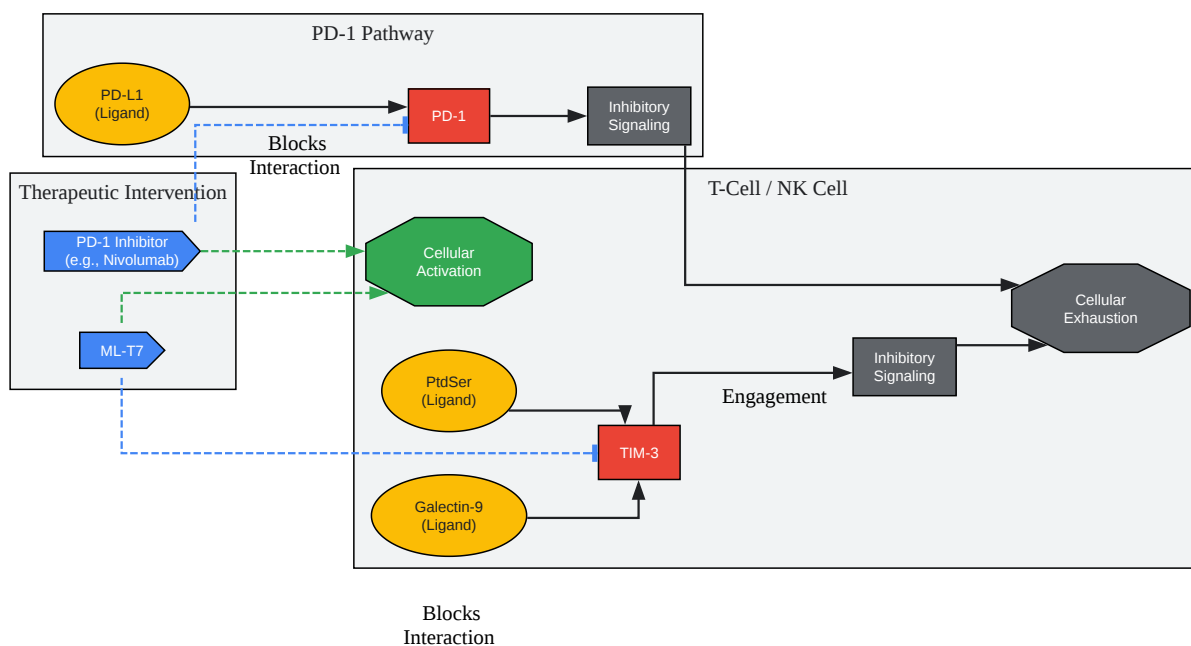 PD-1 Pathway
PD-L1
(Ligand)
PD-1
Inhibitory
Signaling
Blocks
Interaction
Therapeutic Intervention
T-Cell / NK Cell
PD-1 Inhibitor
(e.g., Nivolumab)
Cellular
Activation
Cellular
Exhaustion
ML-T7
Inhibitory
Signaling
PtdSer
(Ligand)
Engagement
TIM-3
Galectin-9
(Ligand)
Blocks
Interaction